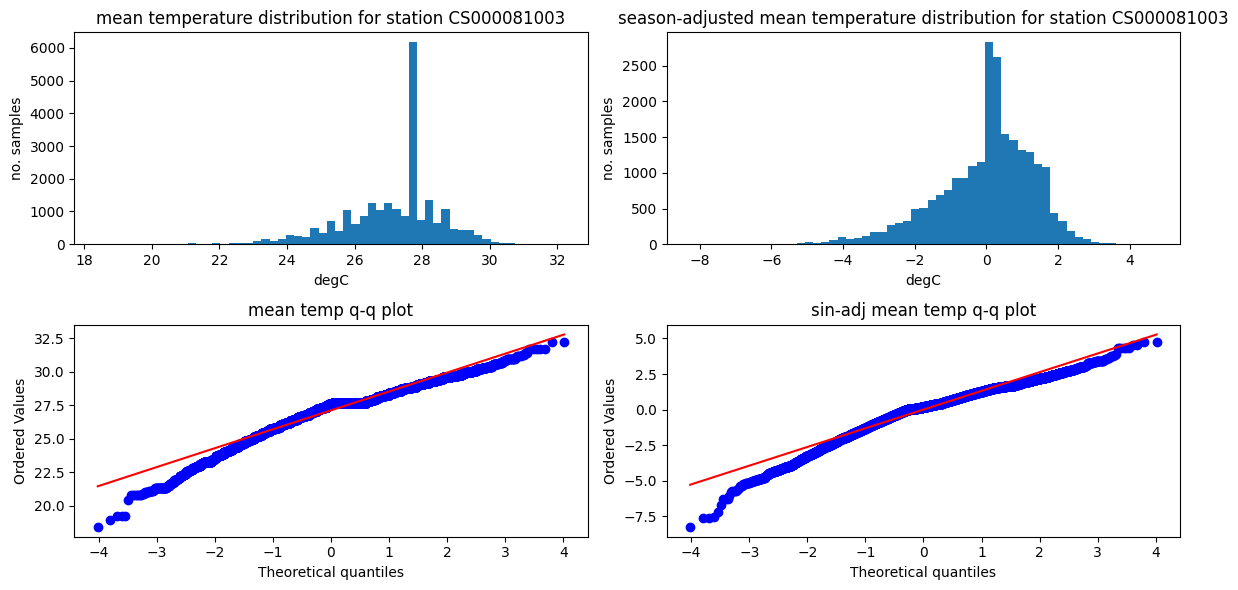 mean temperature distribution for station CS000081003
no. samples
6000
5000
4000
3000
2000
1000
0
18 20 22 24 26 28 30 32
degC
season-adjusted mean temperature distribution for station CS000081003
no. samples
2500
2000
1500
1000
500
0
−8 −6 −4 −2 0 2 4
degC
mean temp q-q plot
Ordered Values
32.5
30.0
27.5
25.0
22.5
20.0
−4 −3 −2 −1 0 1 2 3 4
Theoretical quantiles
sin-adj mean temp q-q plot
Ordered Values
5.0
2.5
0.0
−2.5
−5.0
−7.5
−4 −3 −2 −1 0 1 2 3 4
Theoretical quantiles